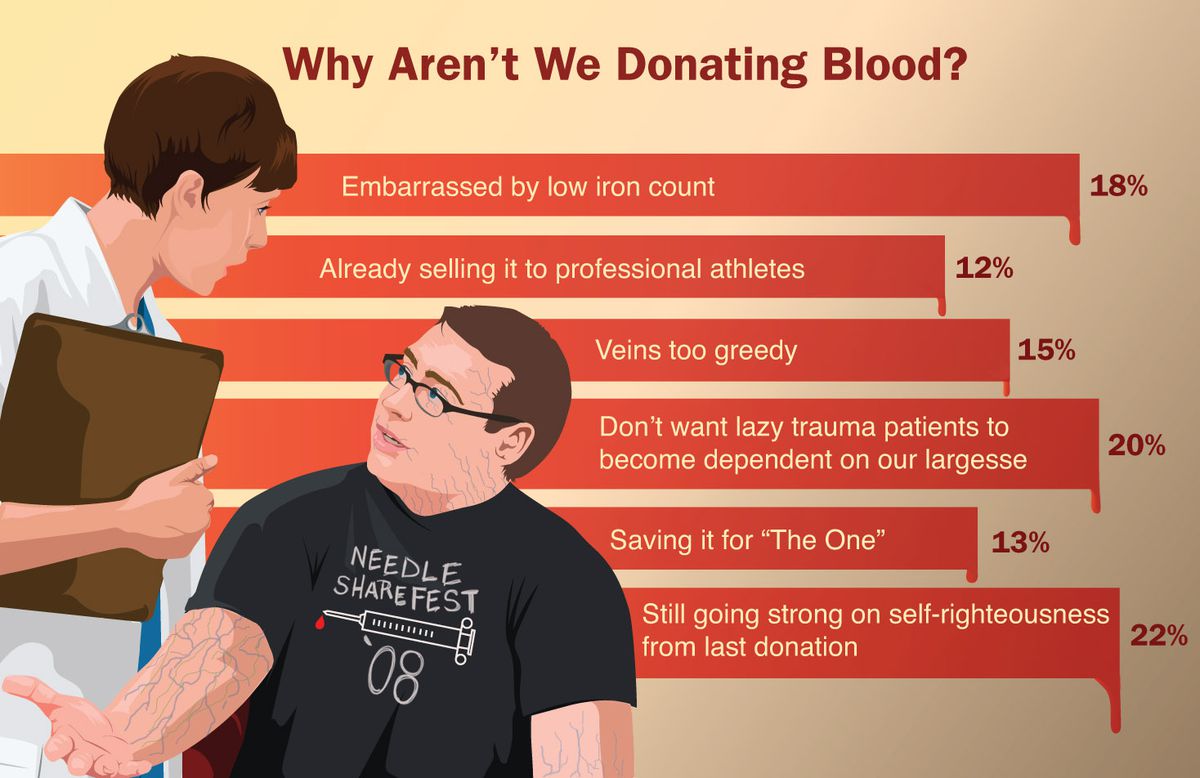 Why Aren’t We Donating Blood?
Embarrassed by low iron count
18%
Already selling it to professional athletes
12%
Veins too greedy
15%
Don’t want lazy trauma patients to
become dependent on our largesse
20%
Saving it for “The One”
13%
Still going strong on self-righteousness
from last donation
22%
NEEDLE
SHAREFEST
‘08